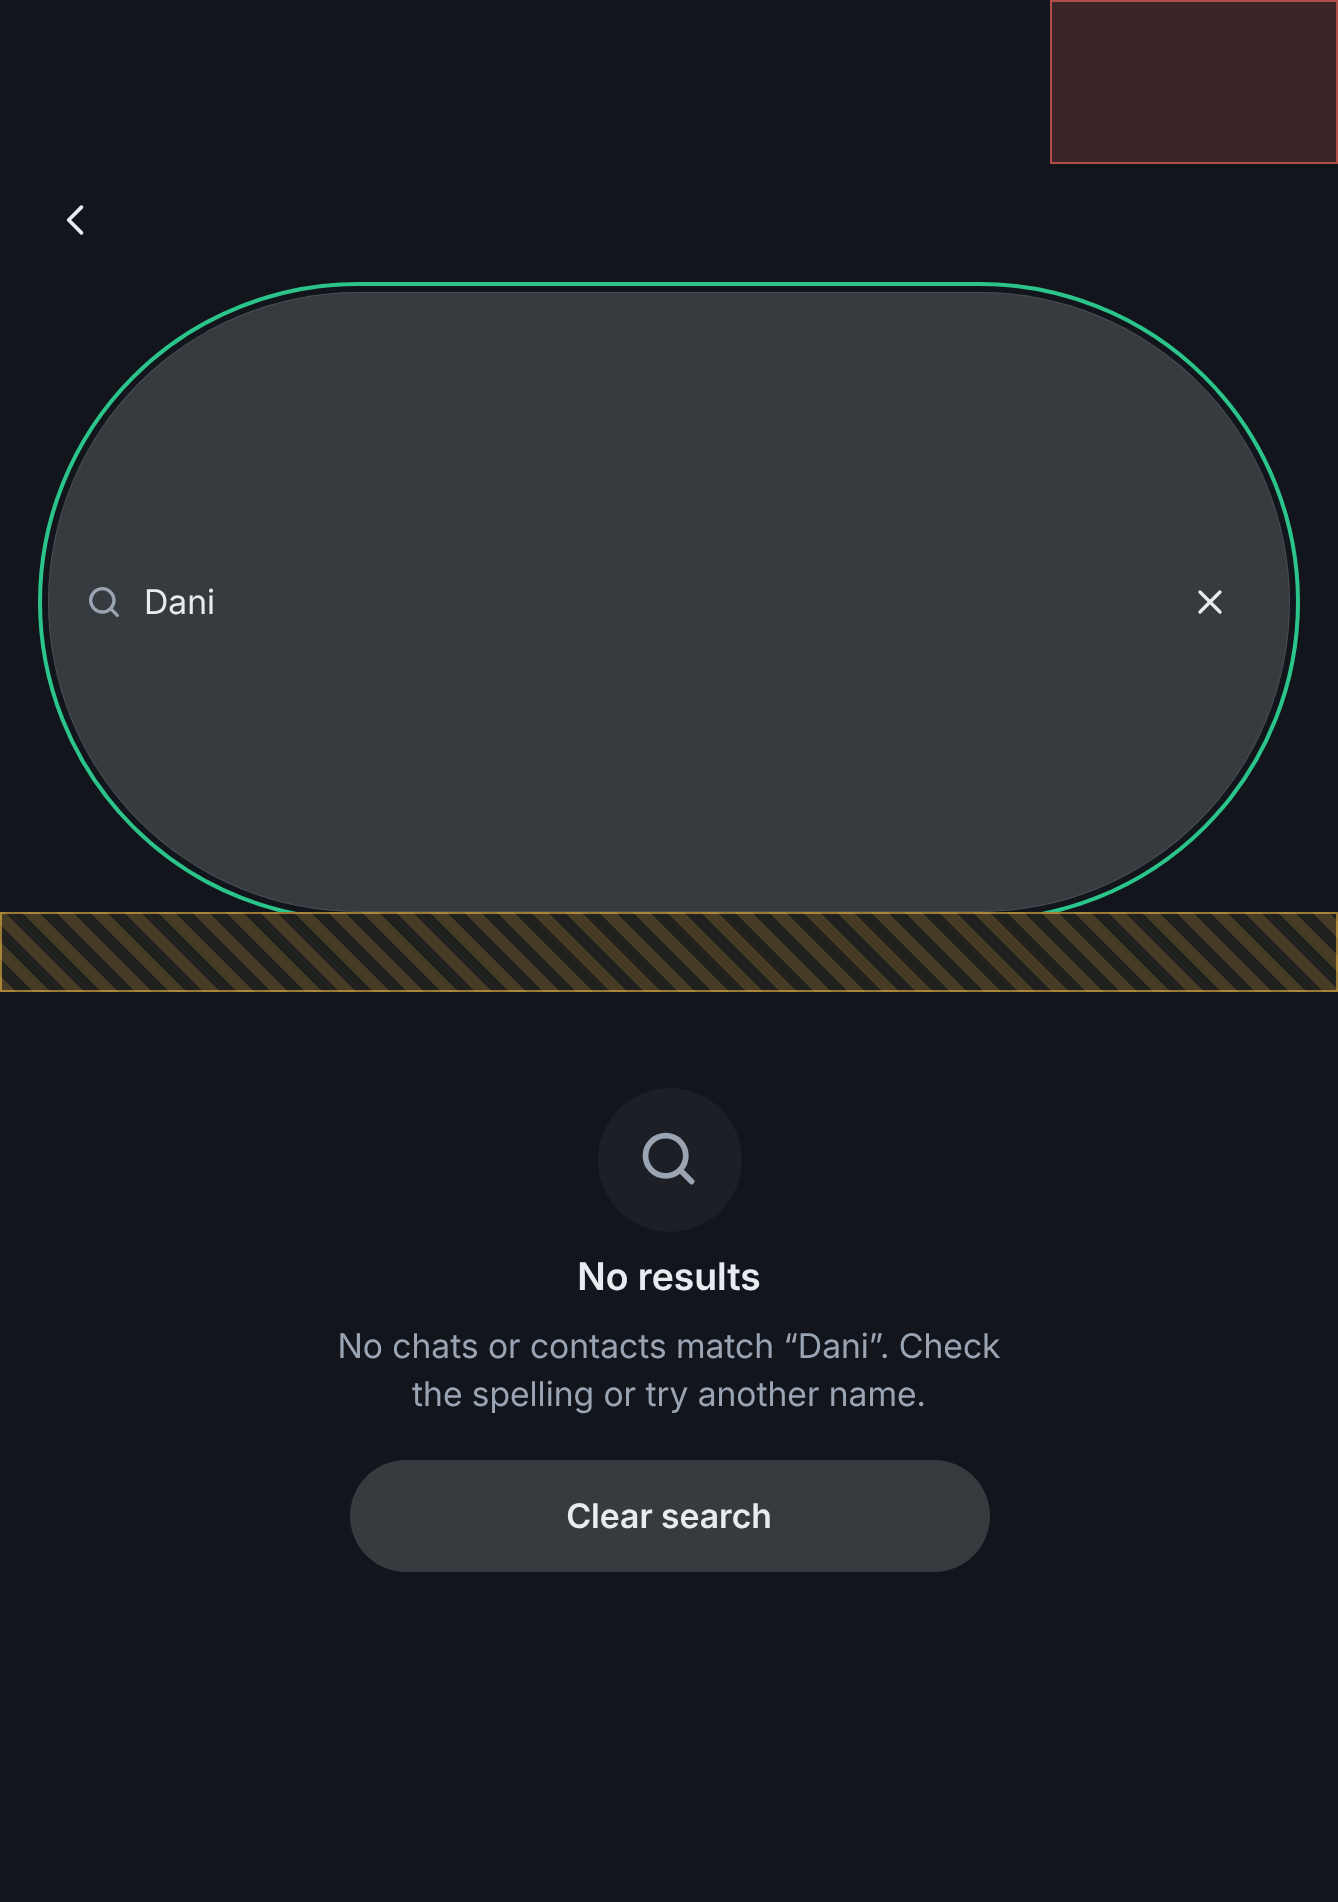 Dani
No results
No chats or contacts match “Dani”. Check
the spelling or try another name.
Clear search